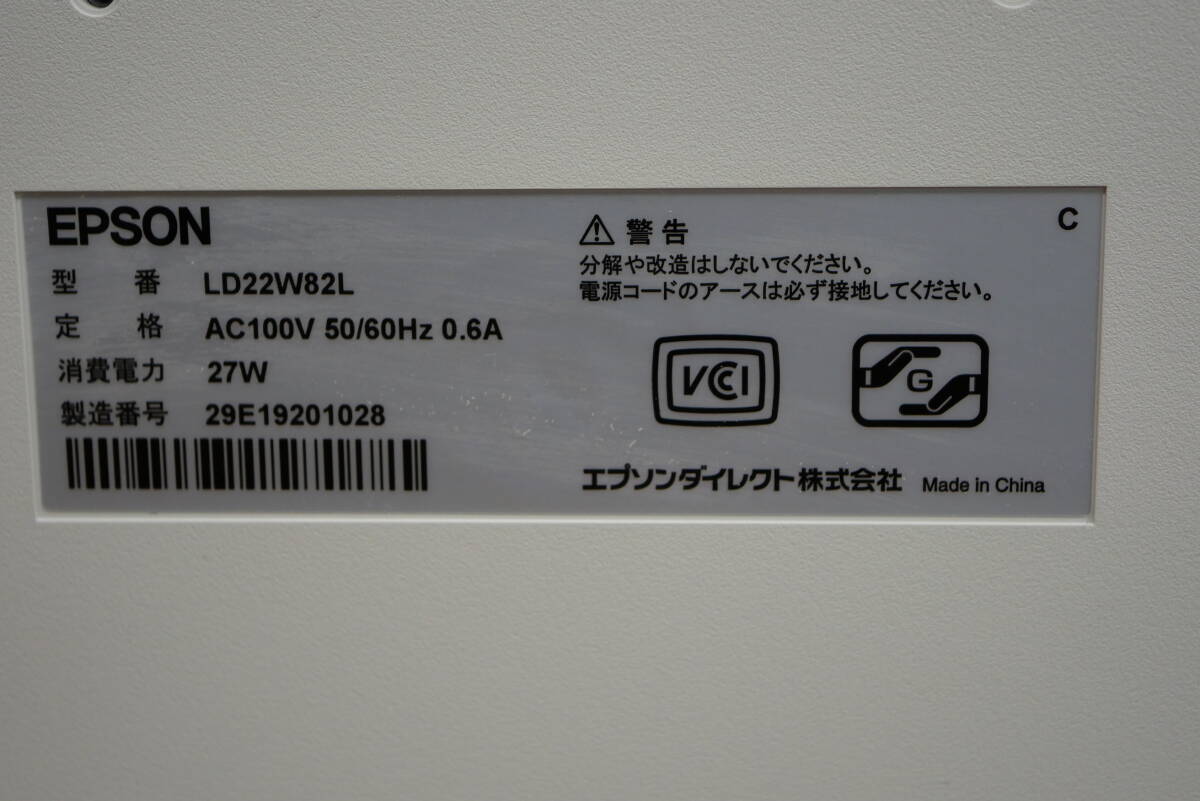 EPSON
型 番 LD22W82L
定 格 AC100V 50/60Hz 0.6A
消費電力 27W
製造番号 29E19201028
C
警告
分解や改造はしないでください。
電源コードのアースは必ず接地してください。
VCCI
G
エプソンダイレクト株式会社 Made in China